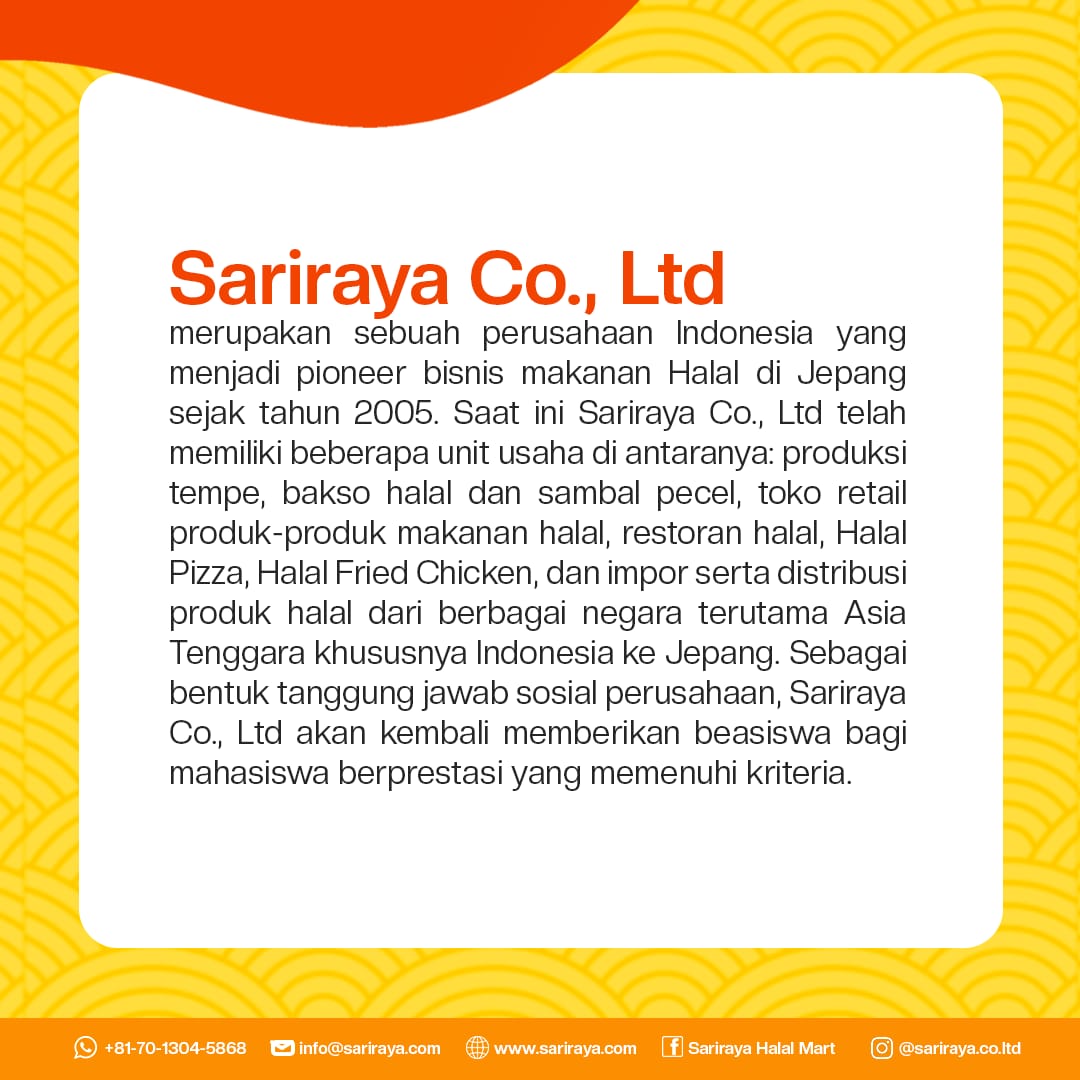 Sariraya Co., Ltd
merupakan sebuah perusahaan Indonesia yang
menjadi pioneer bisnis makanan Halal di Jepang
sejak tahun 2005. Saat ini Sariraya Co., Ltd telah
memiliki beberapa unit usaha di antaranya: produksi
tempe, bakso halal dan sambal pecel, toko retail
produk-produk makanan halal, restoran halal, Halal
Pizza, Halal Fried Chicken, dan impor serta distribusi
produk halal dari berbagai negara terutama Asia
Tenggara khususnya Indonesia ke Jepang. Sebagai
bentuk tanggung jawab sosial perusahaan, Sariraya
Co., Ltd akan kembali memberikan beasiswa bagi
mahasiswa berprestasi yang memenuhi kriteria.
+81-70-1304-5868 info@sariraya.com www.sariraya.com Sariraya Halal Mart @sariraya.co.ltd